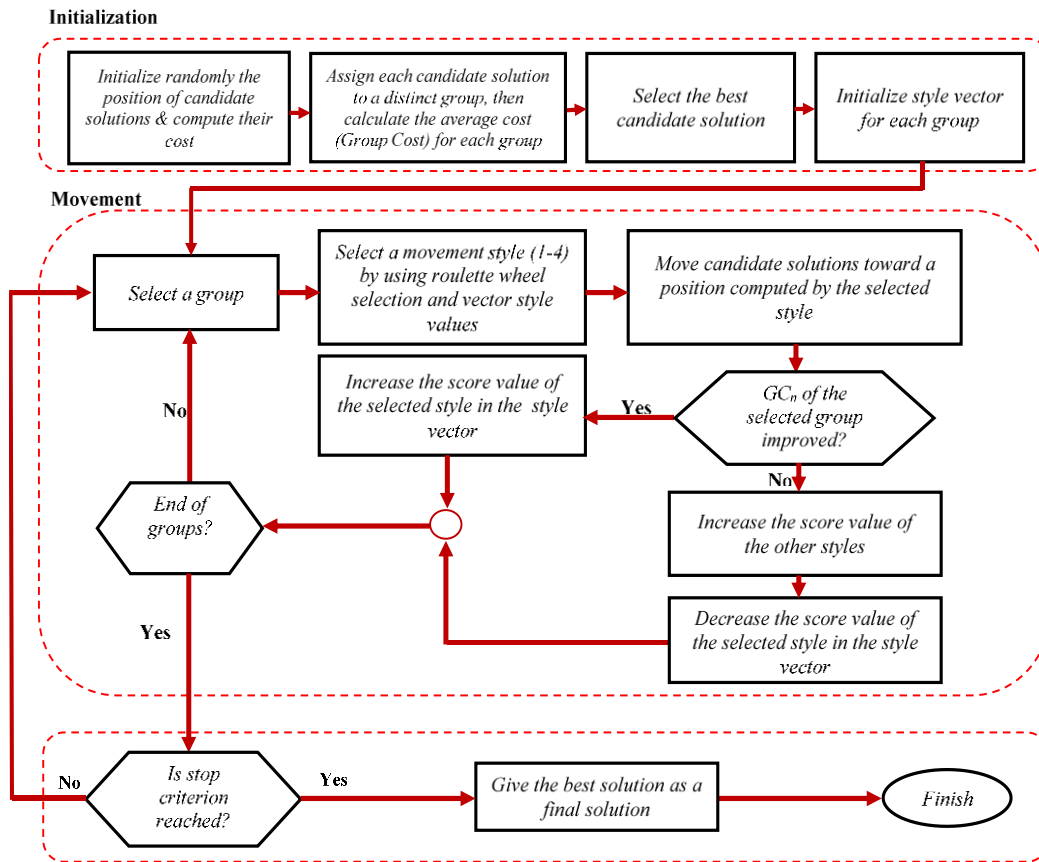 Initialization
Initialize randomly the
position of candidate
solutions & compute their
cost
Assign each candidate solution
to a distinct group, then
calculate the average cost
(Group Cost) for each group
Select the best
candidate solution
Initialize style vector
for each group
Movement
Select a group
Select a movement style (1-4)
by using roulette wheel
selection and vector style
values
Move candidate solutions toward a
position computed by the selected
style
GCn of the
selected group
improved?
Yes
Increase the score value of
the selected style in the style
vector
No
Increase the score value of
the other styles
Decrease the score value of
the selected style in the style
vector
End of
groups?
No
Yes
Is stop
criterion
reached?
No
Yes
Give the best solution as a
final solution
Finish